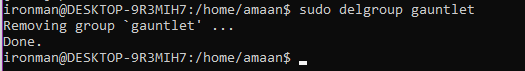 ironman@DESKTOP-9R3MIH7:/home/amaan$ sudo delgroup gauntlet
Removing group `gauntlet' ...
Done.
ironman@DESKTOP-9R3MIH7:/home/amaan$